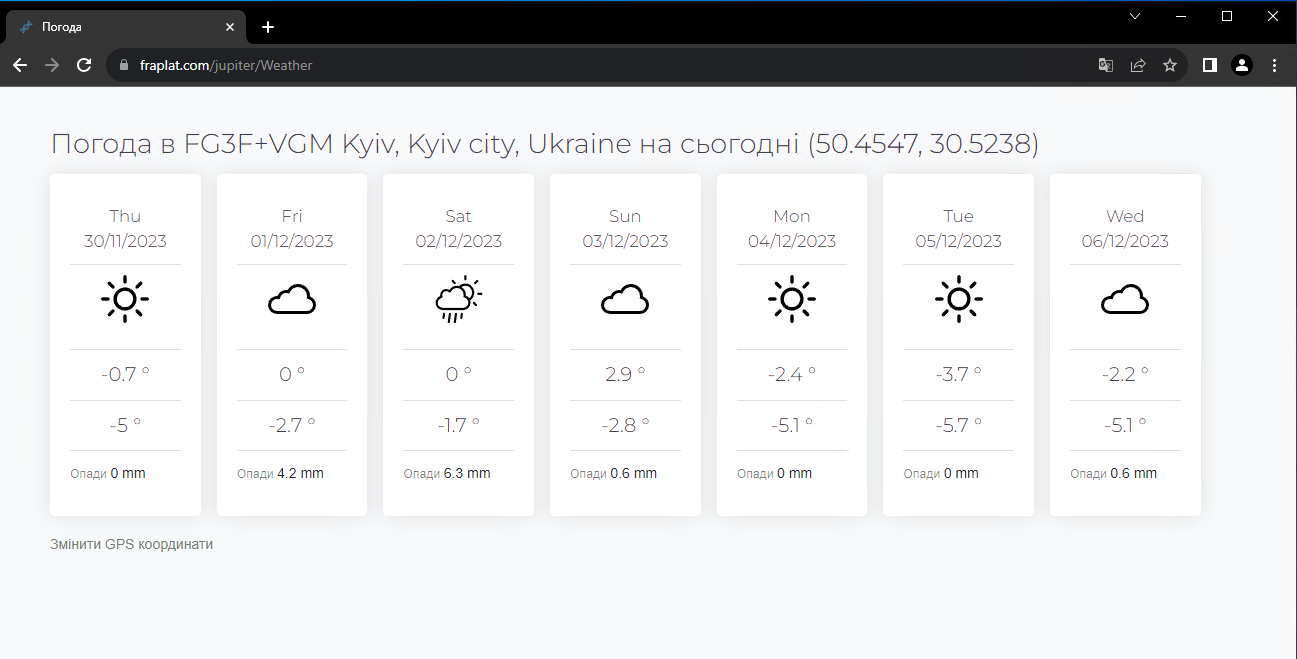 Погода
fraplat.com/jupiter/Weather
Погода в FG3F+VGM Kyiv, Kyiv city, Ukraine на сьогодні (50.4547, 30.5238)
Thu
30/11/2023
-0.7 °
-5 °
Опади 0 mm
Fri
01/12/2023
0 °
-2.7 °
Опади 4.2 mm
Sat
02/12/2023
0 °
-1.7 °
Опади 6.3 mm
Sun
03/12/2023
2.9 °
-2.8 °
Опади 0.6 mm
Mon
04/12/2023
-2.4 °
-5.1 °
Опади 0 mm
Tue
05/12/2023
-3.7 °
-5.7 °
Опади 0 mm
Wed
06/12/2023
-2.2 °
-5.1 °
Опади 0.6 mm
Змінити GPS координати